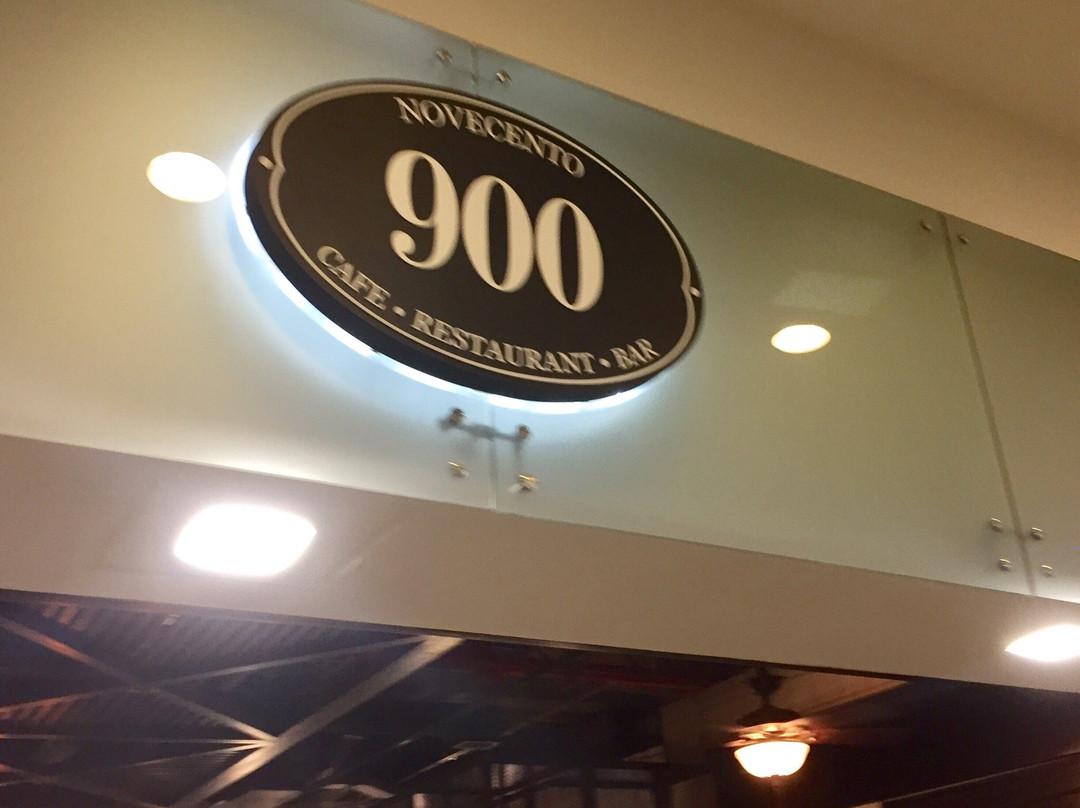 NOVECENTO
900
CAFE • RESTAURANT • BAR